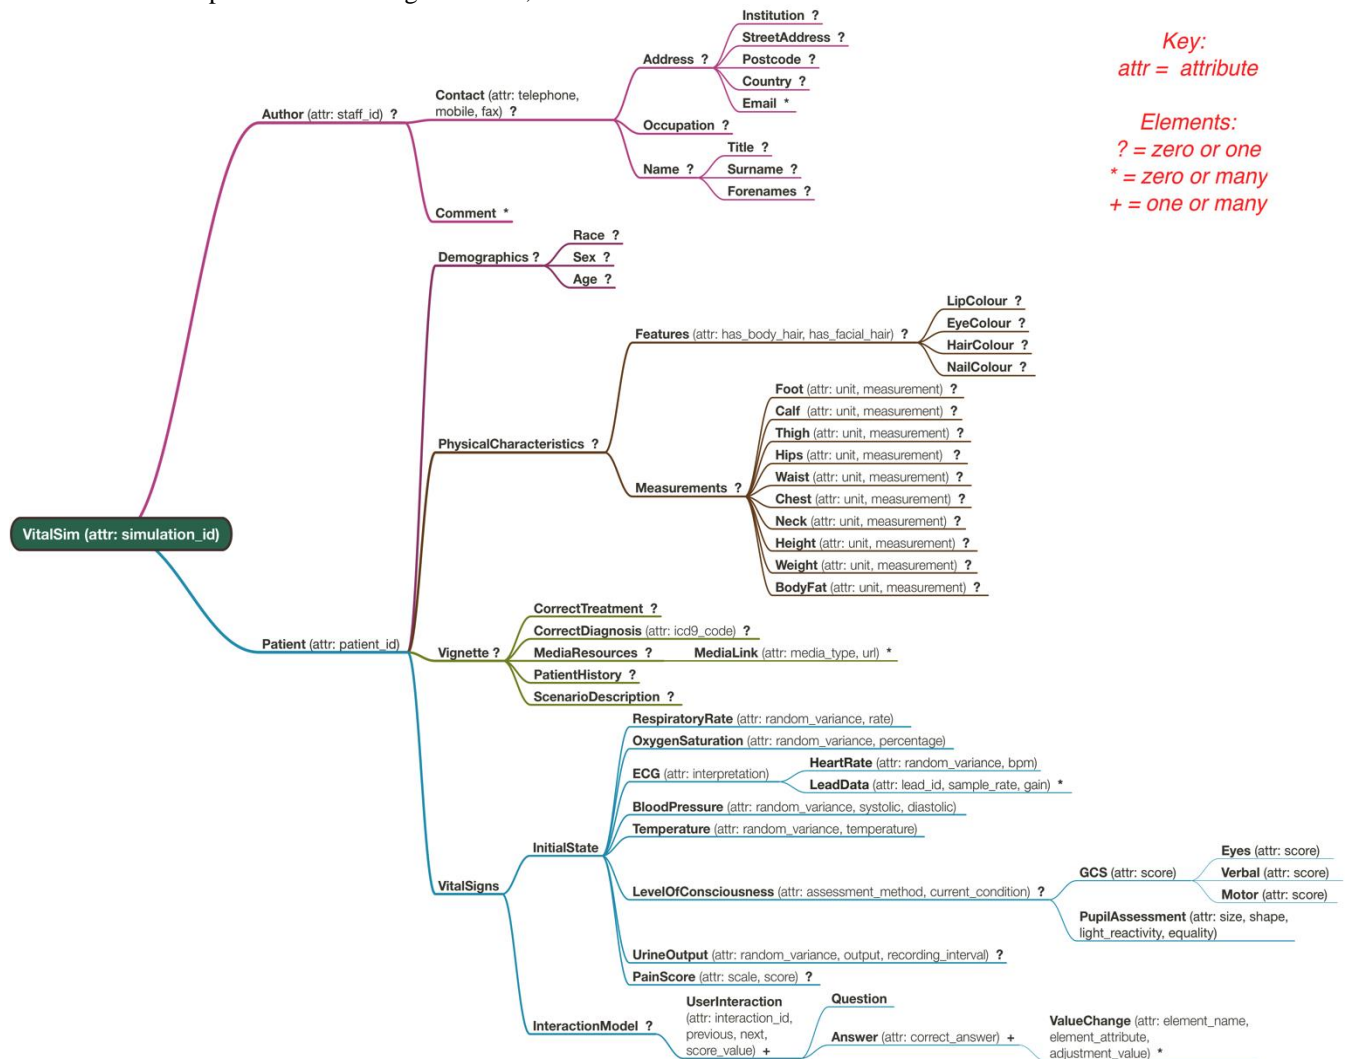 Institution ?
StreetAddress ?
Address ?
Postcode ?
Country ?
Email *
Contact (attr: telephone,
mobile, fax) ?
Author (attr: staff_id) ?
Occupation ?
Title ?
Name ?
Surname ?
Forenames ?
Comment *
Key:
attr = attribute
Elements:
? = zero or one
* = zero or many
+ = one or many
Race ?
Demographics ?
Sex ?
Age ?
LipColour ?
EyeColour ?
Features (attr: has_body_hair, has_facial_hair) ?
HairColour ?
NailColour ?
Foot (attr: unit, measurement) ?
Calf (attr: unit, measurement) ?
Thigh (attr: unit, measurement) ?
PhysicalCharacteristics ?
Hips (attr: unit, measurement) ?
Waist (attr: unit, measurement) ?
Measurements ?
Chest (attr: unit, measurement) ?
Neck (attr: unit, measurement) ?
Height (attr: unit, measurement) ?
Weight (attr: unit, measurement) ?
BodyFat (attr: unit, measurement) ?
VitalSim (attr: simulation_id)
Patient (attr: patient_id)
CorrectTreatment ?
CorrectDiagnosis (attr: icd9_code) ?
Vignette ?
MediaResources ?
MediaLink (attr: media_type, url) *
PatientHistory ?
ScenarioDescription ?
RespiratoryRate (attr: random_variance, rate)
OxygenSaturation (attr: random_variance, percentage)
HeartRate (attr: random_variance, bpm)
ECG (attr: interpretation)
LeadData (attr: lead_id, sample_rate, gain) *
BloodPressure (attr: random_variance, systolic, diastolic)
Temperature (attr: random_variance, temperature)
InitialState
VitalSigns
Eyes (attr: score)
GCS (attr: score)
Verbal (attr: score)
LevelOfConsciousness (attr: assessment_method, current_condition) ?
Motor (attr: score)
PupilAssessment (attr: size, shape,
light_reactivity, equality)
UrineOutput (attr: random_variance, output, recording_interval) ?
PainScore (attr: scale, score) ?
InteractionModel ?
UserInteraction
(attr: interaction_id,
previous, next,
score_value) +
Question
Answer (attr: correct_answer) +
ValueChange (attr: element_name,
element_attribute,
adjustment_value) *